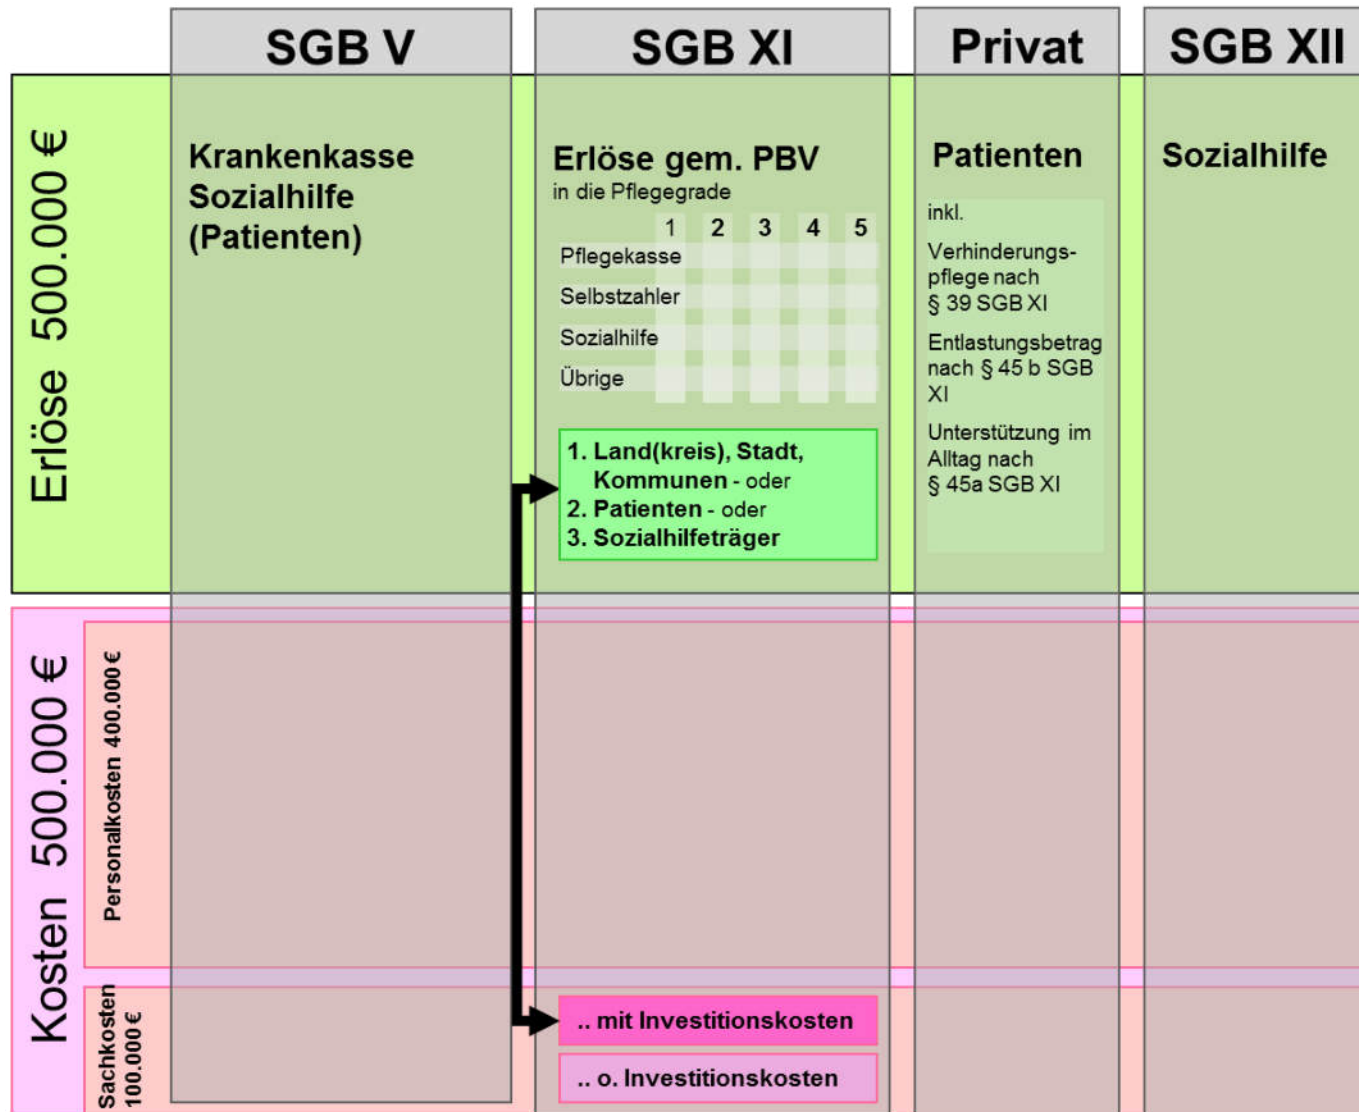 SGB V
SGB XI
Privat
SGB XII
Erlöse 500.000 €
Krankenkasse
Sozialhilfe
(Patienten)
Erlöse gem. PBV
in die Pflegegrade
1 2 3 4 5
Pflegekasse
Selbstzahler
Sozialhilfe
Übrige
1. Land(kreis), Stadt,
Kommunen - oder
2. Patienten - oder
3. Sozialhilfeträger
Patienten
inkl.
Verhinderungs-
pflege nach
§ 39 SGB XI
Entlastungsbetrag
nach § 45 b SGB
XI
Unterstützung im
Alltag nach
§ 45a SGB XI
Sozialhilfe
Kosten 500.000 €
Personalkosten 400.000 €
Sachkosten
100.000 €
.. mit Investitionskosten
.. o. Investitionskosten